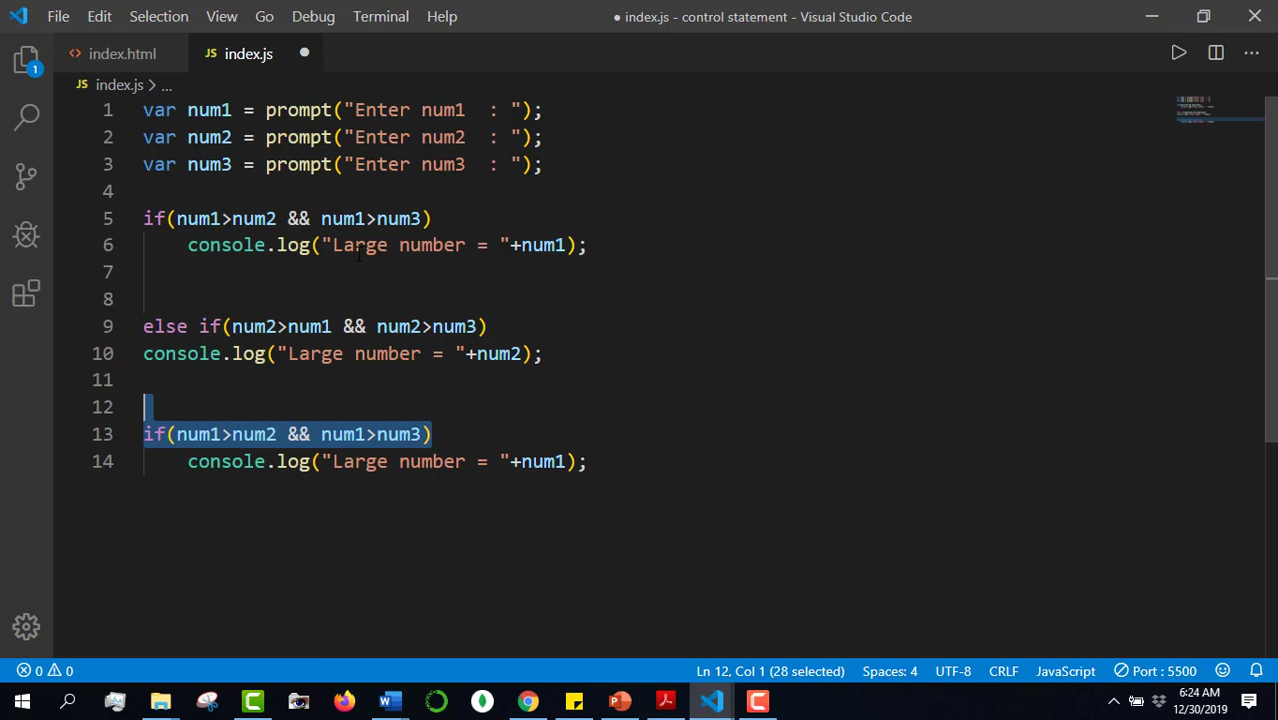 File Edit Selection View Go Debug Terminal Help ● index.js - control statement - Visual Studio Code
<> index.html JS index.js ●
JS index.js > ...
1 var num1 = prompt("Enter num1  : ");
2 var num2 = prompt("Enter num2  : ");
3 var num3 = prompt("Enter num3  : ");
4
5 if(num1>num2 && num1>num3)
6     console.log("Large number = "+num1);
7
8
9 else if(num2>num1 && num2>num3)
10 console.log("Large number = "+num2);
11
12
13 if(num1>num2 && num1>num3)
14     console.log("Large number = "+num1);
1
0 0 Ln 12, Col 1 (28 selected) Spaces: 4 UTF-8 CRLF JavaScript Port : 5500
6:24 AM
12/30/2019